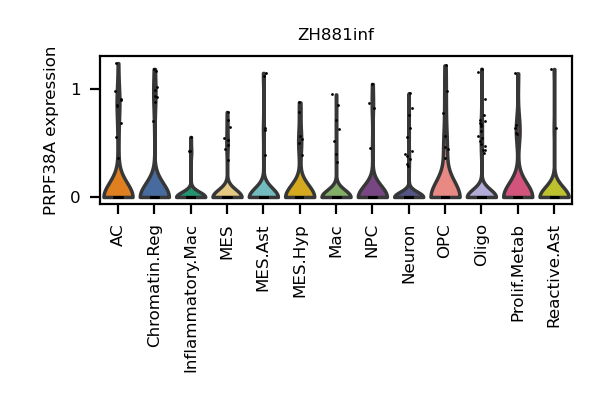 ZH881inf
PRPF38A expression
1
0
AC
Chromatin.Reg
Inflammatory.Mac
MES
MES.Ast
MES.Hyp
Mac
NPC
Neuron
OPC
Oligo
Prolif.Metab
Reactive.Ast